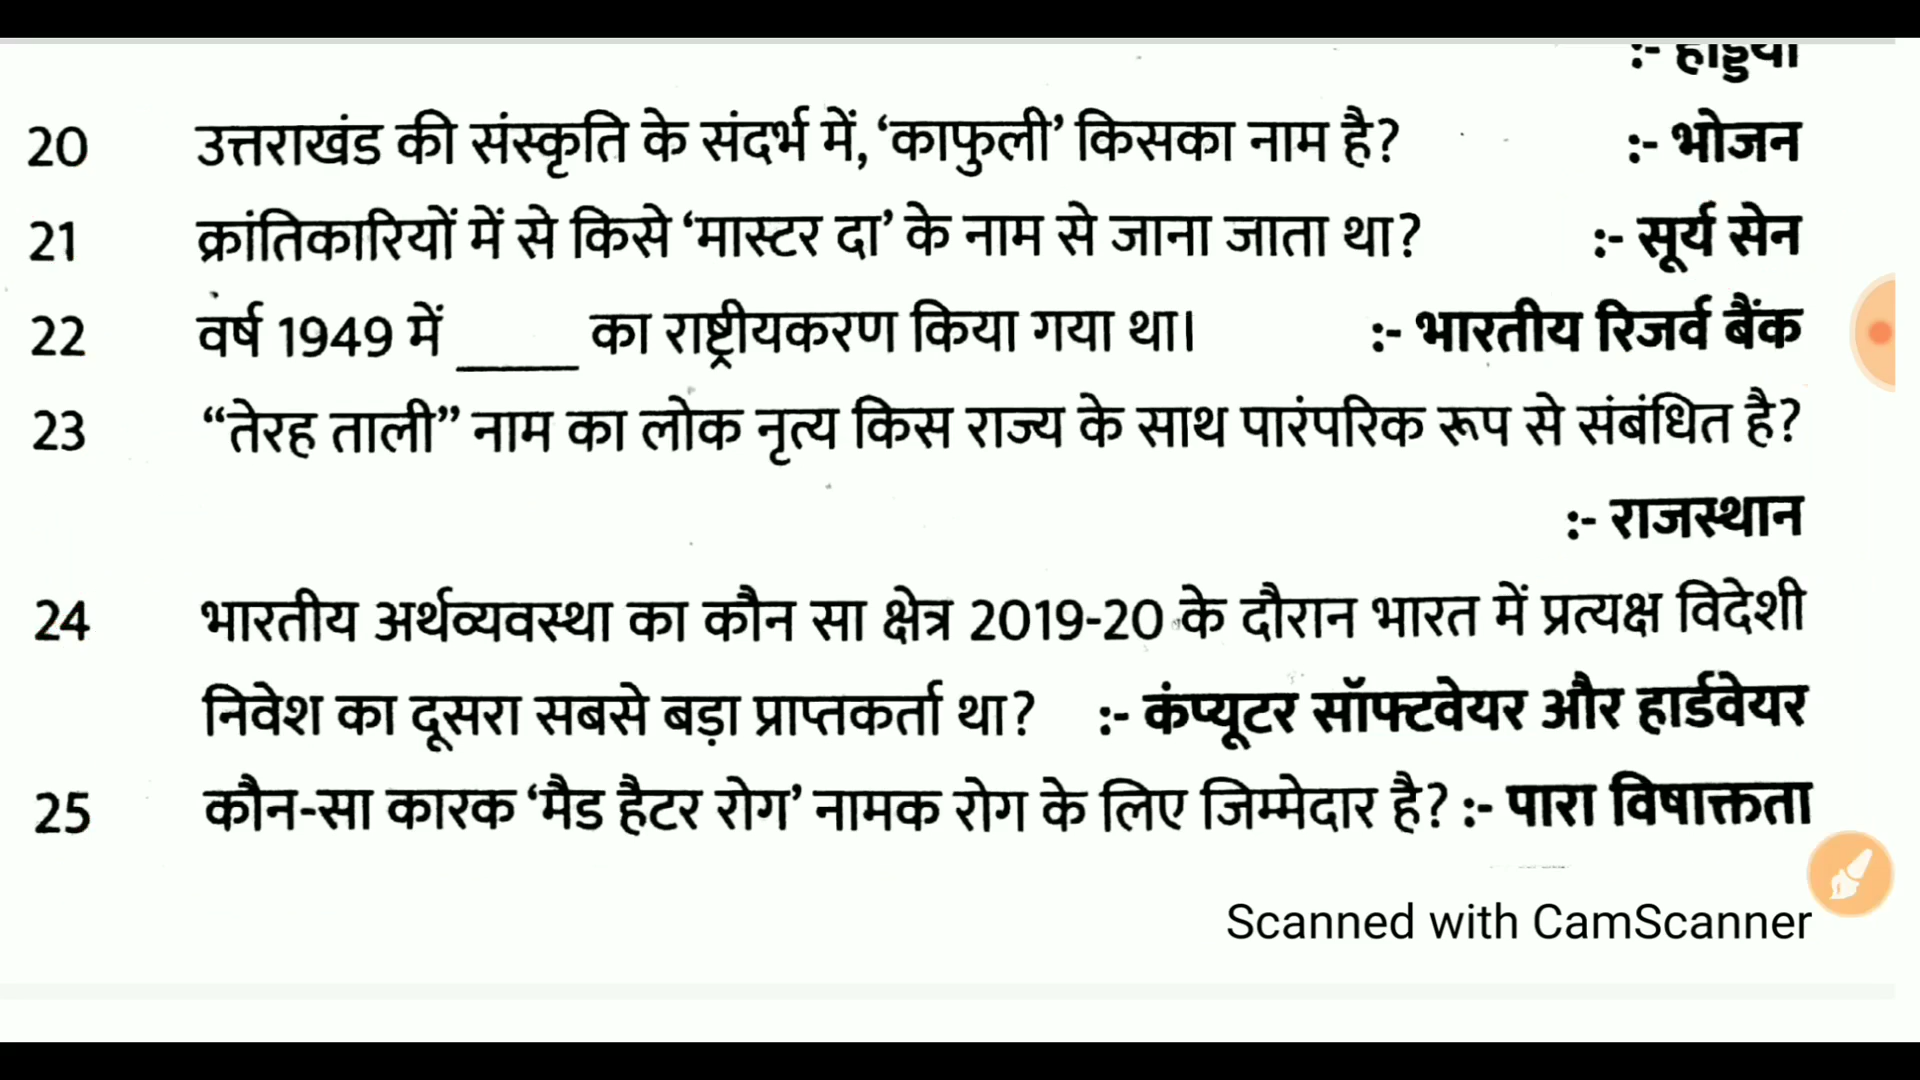 :- हड्डियां
20 उत्तराखंड की संस्कृति के संदर्भ में, ‘काफुली’ किसका नाम है? :- भोजन
21 क्रांतिकारियों में से किसे ‘मास्टर दा’ के नाम से जाना जाता था? :- सूर्य सेन
22 वर्ष 1949 में _____ का राष्ट्रीयकरण किया गया था। :- भारतीय रिजर्व बैंक
23 “तेरह ताली” नाम का लोक नृत्य किस राज्य के साथ पारंपरिक रूप से संबंधित है?
:- राजस्थान
24 भारतीय अर्थव्यवस्था का कौन सा क्षेत्र 2019-20 के दौरान भारत में प्रत्यक्ष विदेशी
निवेश का दूसरा सबसे बड़ा प्राप्तकर्ता था? :- कंप्यूटर सॉफ्टवेयर और हार्डवेयर
25 कौन-सा कारक ‘मैड हैटर रोग’ नामक रोग के लिए जिम्मेदार है? :- पारा विषाक्तता
Scanned with CamScanner